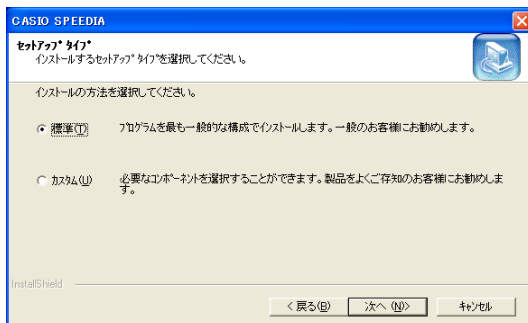 CASIO SPEEDIA
ｾｯﾄｱｯﾌﾟ ﾀｲﾌﾟ
ｲﾝｽﾄｰﾙするｾｯﾄｱｯﾌﾟ ﾀｲﾌﾟを選択してください。
ｲﾝｽﾄｰﾙの方法を選択してください。
標準(T) ﾌﾟﾛｸﾞﾗﾑを最も一般的な構成でｲﾝｽﾄｰﾙします。一般のお客様にお勧めします。
ｶｽﾀﾑ(U) 必要なｺﾝﾎﾟｰﾈﾝﾄを選択することができます。製品をよくご存知のお客様にお勧めしま
す。
InstallShield
< 戻る(B) 次へ (N)> ｷｬﾝｾﾙ